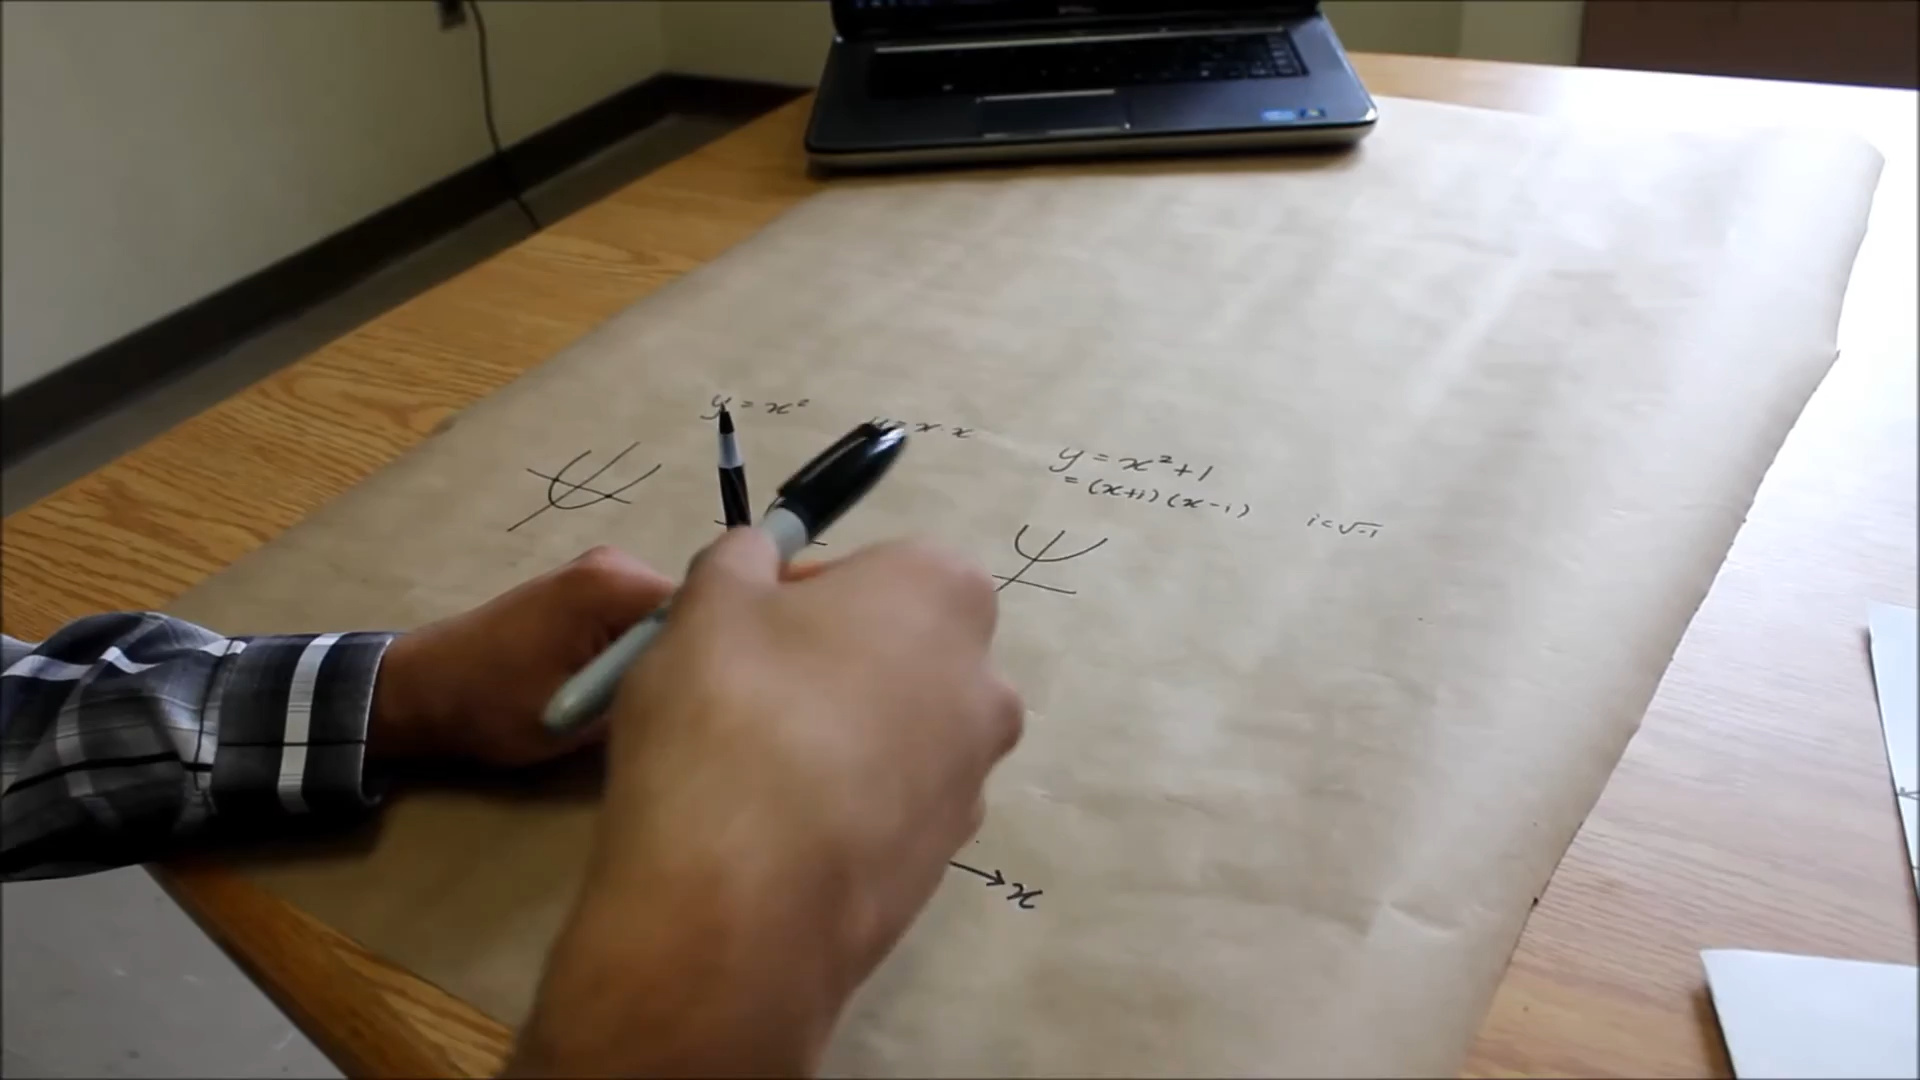 y = x²
y = x·x
y = x²+1
= (x+i)(x-i)
i=√-1
x